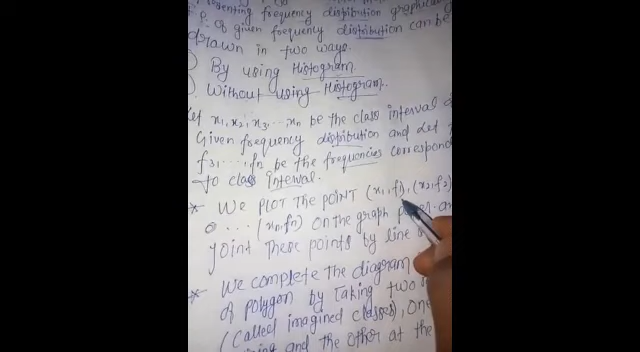 presenting frequency distribution graphically
F.P. Of given frequency distribution can be
drawn in two ways.
) By using Histogram
) Without using Histogram.
Let x1, x2, x3, ..., xn be the class interval of
Given frequency distribution and Let
f3, ..., fn be the frequencies correspond
To class interval.
* We PLOT THE POINT (x1, f1), (x2, f2)
... (xn, fn) On the graph paper, an
Joint These points by line
* We complete The diagram
Of polygon by Taking two
(Called imagined classes), One
and The other at the